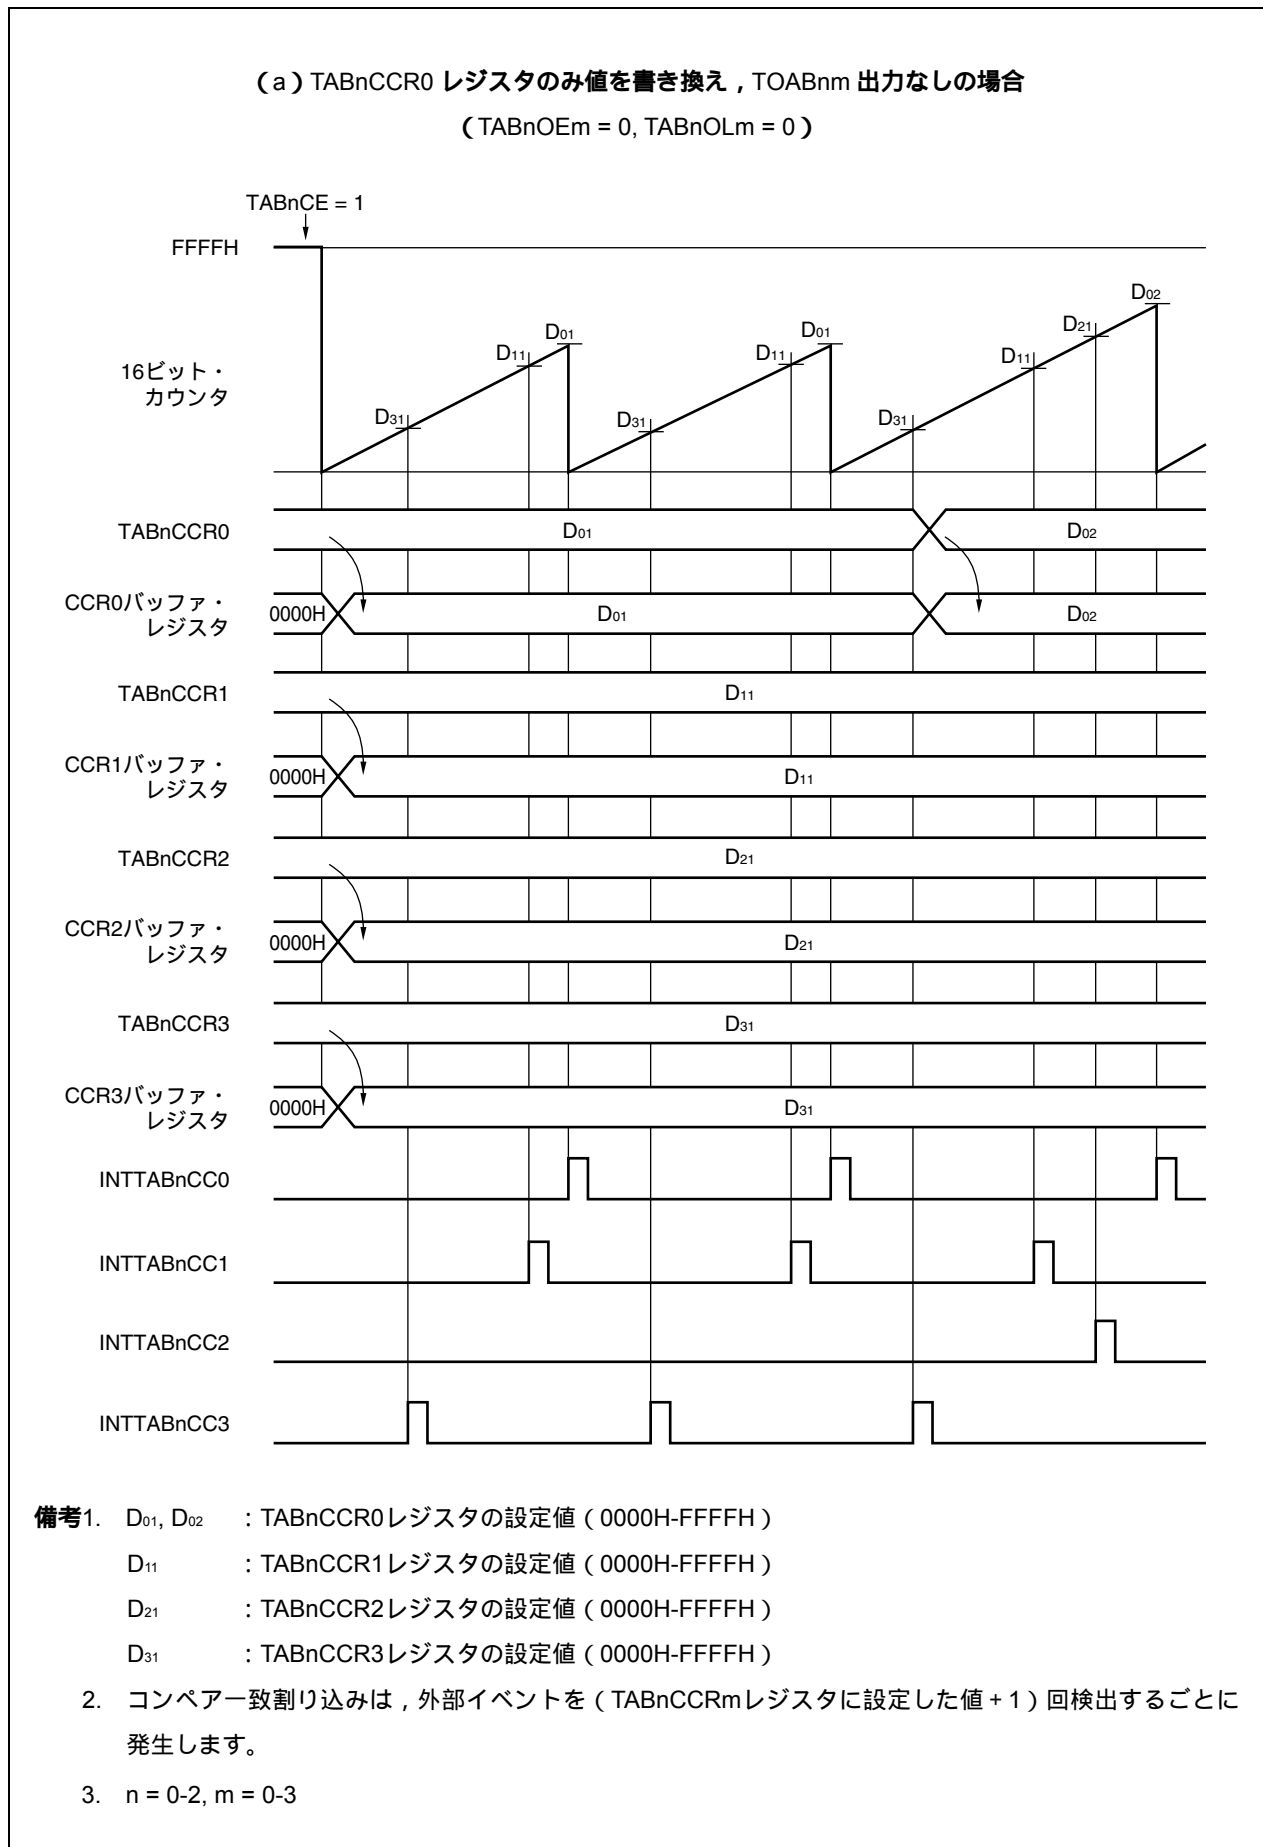 （a）TABnCCR0 レジスタのみ値を書き換え，TOABnm 出力なしの場合
（TABnOEm = 0, TABnOLm = 0）
TABnCE = 1
FFFFH
16ビット・
カウンタ
D31
D11
D01
D31
D11
D01
D31
D11
D21
D02
TABnCCR0
D01
D02
CCR0バッファ・
レジスタ
0000H
D01
D02
TABnCCR1
D11
CCR1バッファ・
レジスタ
0000H
D11
TABnCCR2
D21
CCR2バッファ・
レジスタ
0000H
D21
TABnCCR3
D31
CCR3バッファ・
レジスタ
0000H
D31
INTTABnCC0
INTTABnCC1
INTTABnCC2
INTTABnCC3
備考1. D01, D02 ：TABnCCR0レジスタの設定値（0000H-FFFFH）
D11 ：TABnCCR1レジスタの設定値（0000H-FFFFH）
D21 ：TABnCCR2レジスタの設定値（0000H-FFFFH）
D31 ：TABnCCR3レジスタの設定値（0000H-FFFFH）
2. コンペア一致割り込みは，外部イベントを（TABnCCRmレジスタに設定した値＋1）回検出するごとに
発生します。
3. n = 0-2, m = 0-3